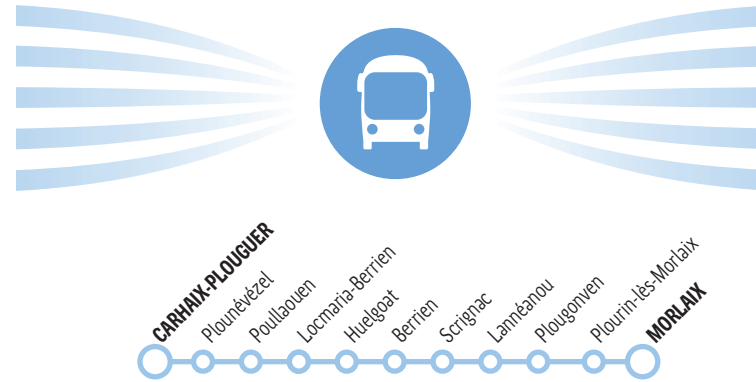 CARHAIX-PLOUGUER
Plounévézel
Poullaouen
Locmaria-Berrien
Huelgoat
Berrien
Scrignac
Lannéanou
Plougonven
Plourin-lès-Morlaix
MORLAIX